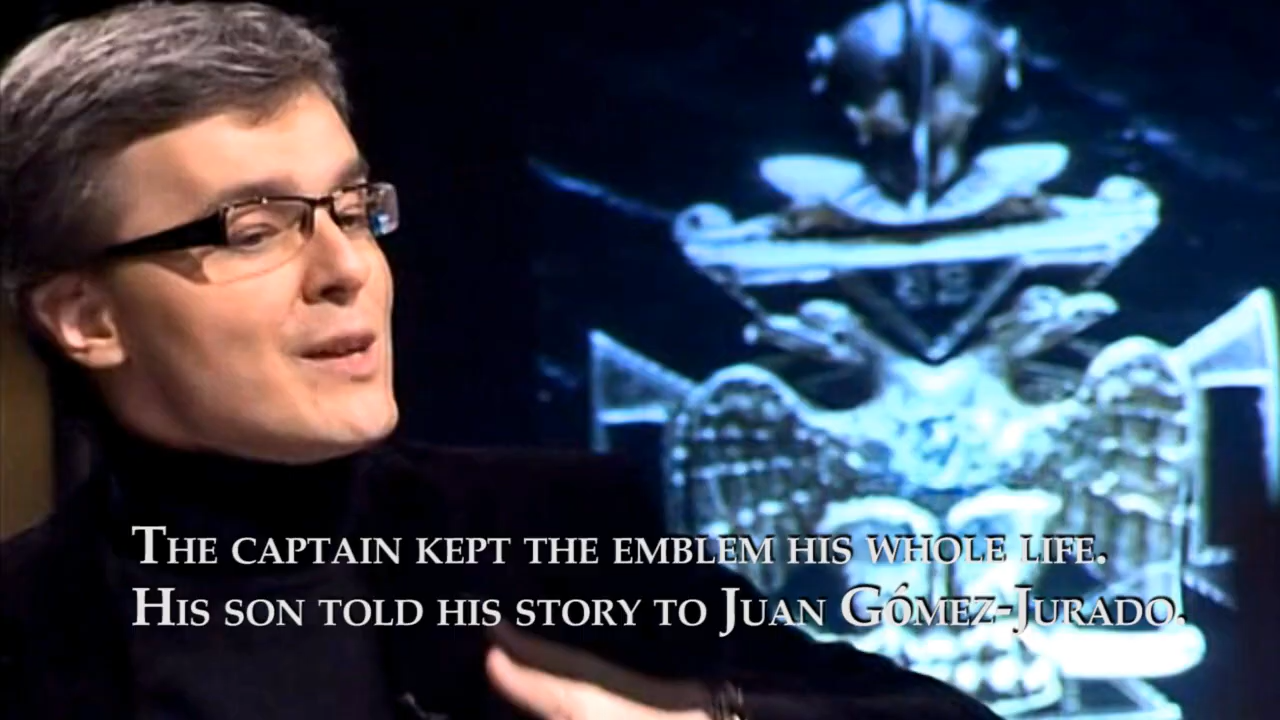 The captain kept the emblem his whole life.
His son told his story to Juan Gómez-Jurado.